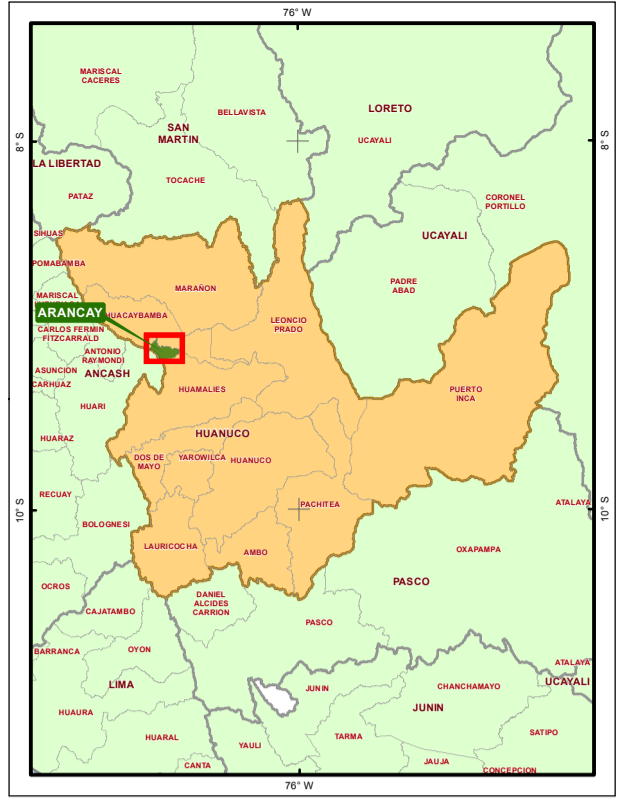 76° W
MARISCAL
CACERES
BELLAVISTA
LORETO
SAN
MARTIN
UCAYALI
8° S
8° S
LA LIBERTAD
TOCACHE
PATAZ
CORONEL
PORTILLO
SIHUAS
UCAYALI
POMABAMBA
PADRE
ABAD
MARAÑON
MARISCAL
ARANCAY
HUACAYBAMBA
LEONCIO
PRADO
CARLOS FERMIN
FITZCARRALD
ANTONIO
RAYMONDI
ASUNCION
ANCASH
CARHUAZ
HUAMALIES
PUERTO
INCA
HUARI
HUANUCO
HUARAZ
DOS DE
MAYO
YAROWILCA
HUANUCO
RECUAY
PACHITEA
ATALAYA
10° S
10° S
BOLOGNESI
LAURICOCHA
AMBO
OXAPAMPA
PASCO
OCROS
DANIEL
ALCIDES
CARRION
CAJATAMBO
PASCO
OYON
BARRANCA
ATALAYA
UCAYALI
LIMA
JUNIN
CHANCHAMAYO
JUNIN
HUAURA
SATIPO
HUARAL
YAULI
TARMA
JAUJA
CANTA
CONCEPCION
76° W